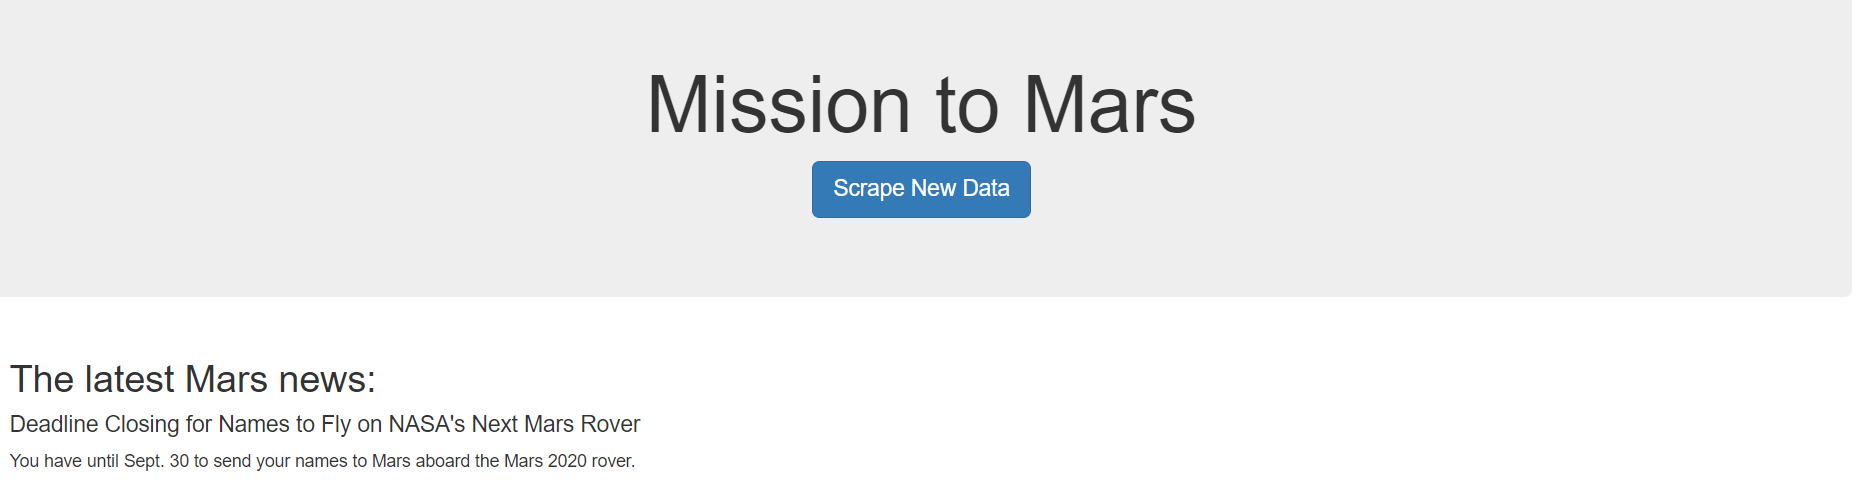 Mission to Mars
Scrape New Data
The latest Mars news:
Deadline Closing for Names to Fly on NASA's Next Mars Rover
You have until Sept. 30 to send your names to Mars aboard the Mars 2020 rover.